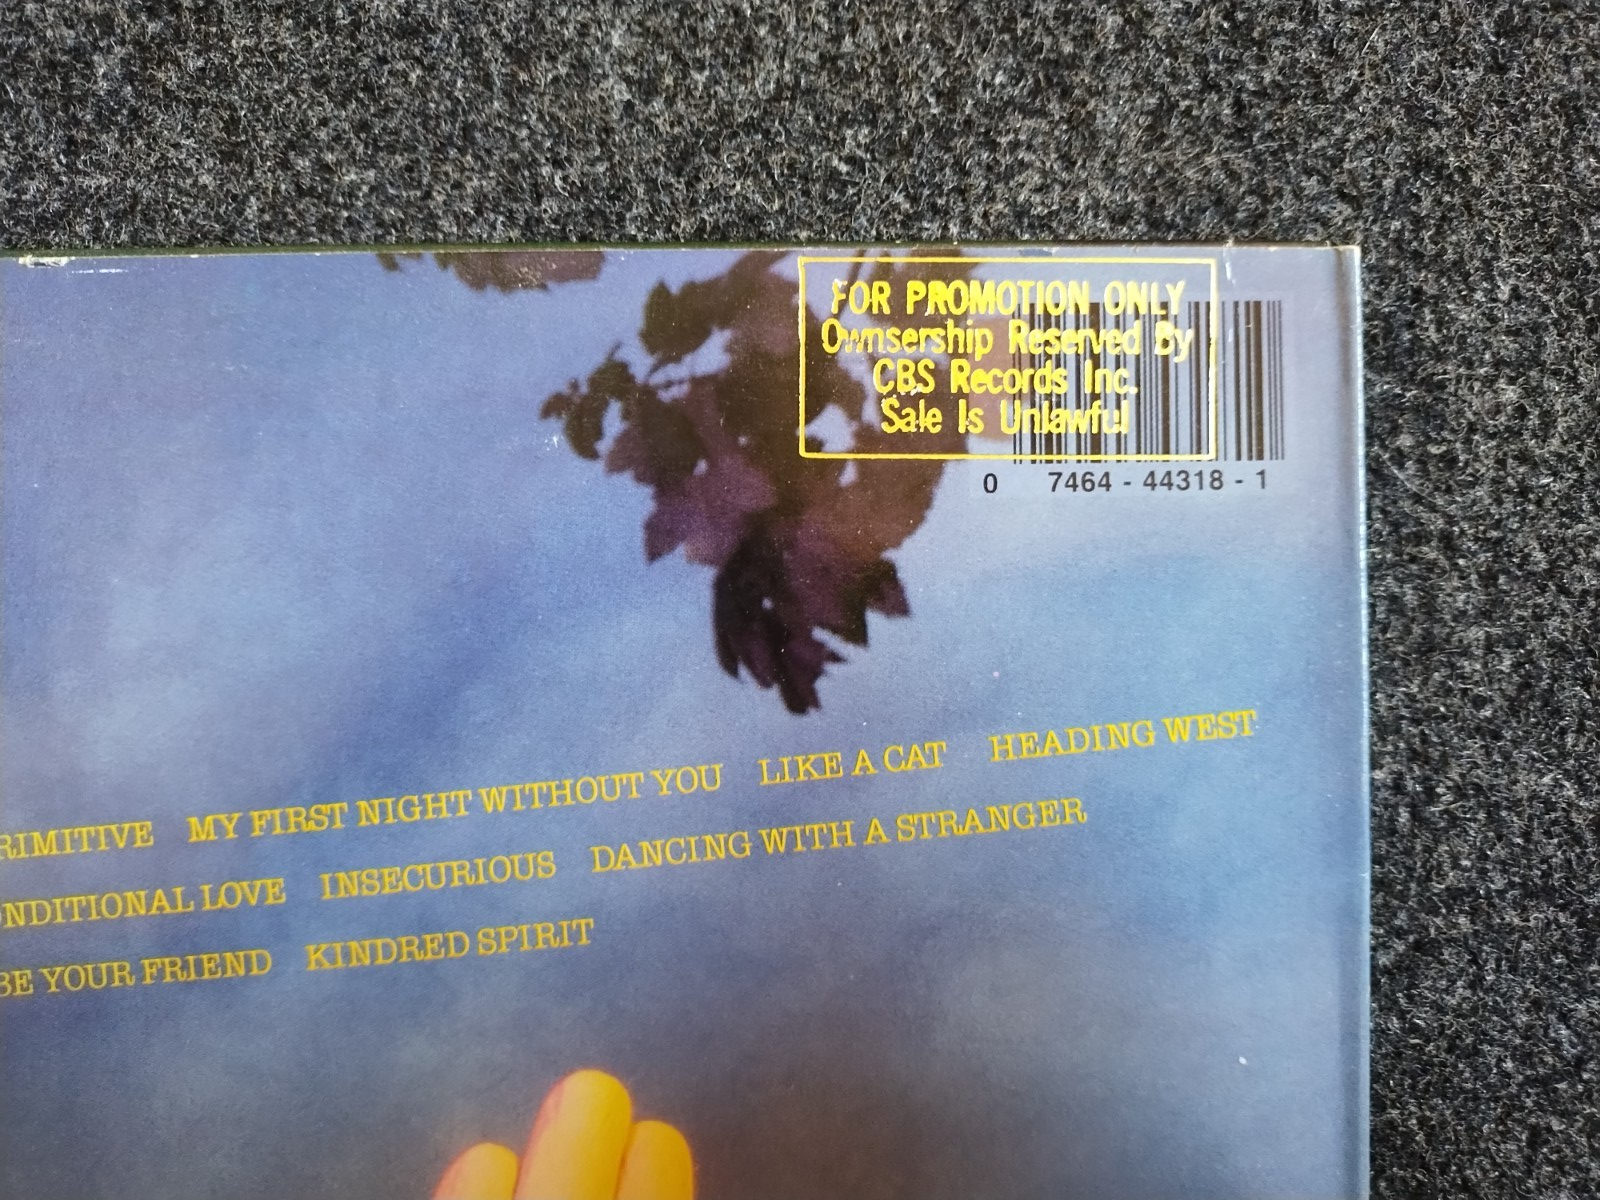 FOR PROMOTION ONLY
Ownsership Reserved By
CBS Records Inc.
Sale Is Unlawful
0 7464 - 44318 - 1
RIMITIVE MY FIRST NIGHT WITHOUT YOU LIKE A CAT HEADING WEST
ONDITIONAL LOVE INSECURIOUS DANCING WITH A STRANGER
BE YOUR FRIEND KINDRED SPIRIT